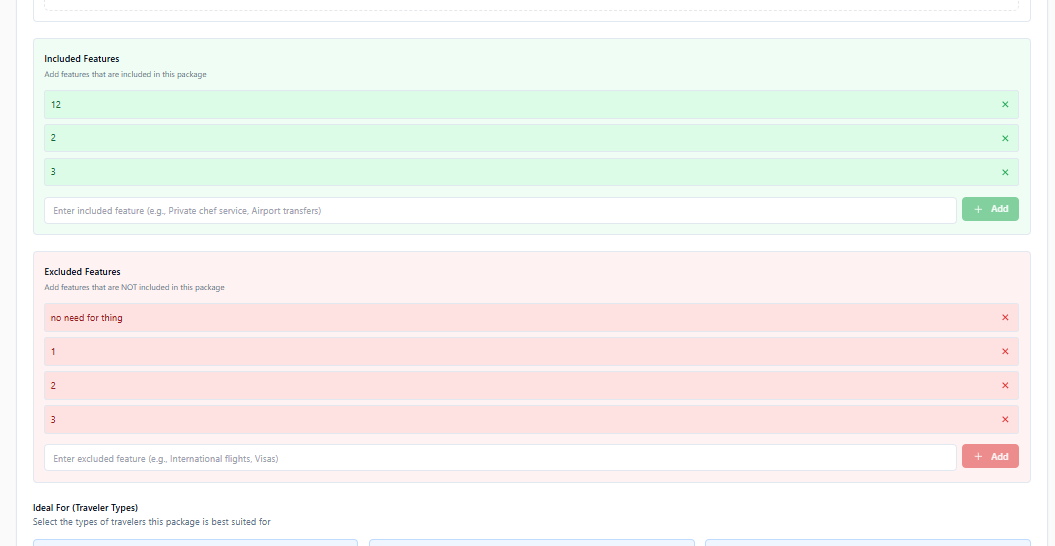 Included Features
Add features that are included in this package
12
2
3
Enter included feature (e.g., Private chef service, Airport transfers)
+ Add
Excluded Features
Add features that are NOT included in this package
no need for thing
1
2
3
Enter excluded feature (e.g., International flights, Visas)
+ Add
Ideal For (Traveler Types)
Select the types of travelers this package is best suited for